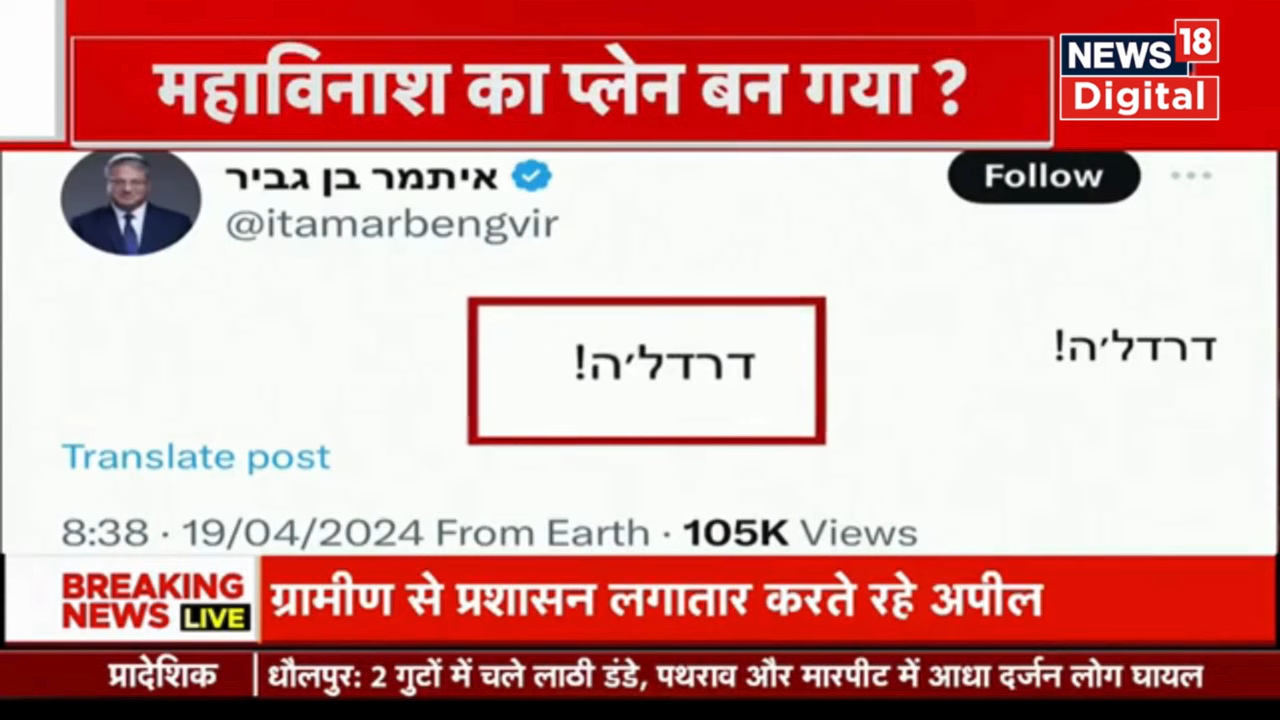 महाविनाश का प्लेन बन गया ?
NEWS 18
Digital
איתמר בן גביר
@itamarbengvir
Follow
דרדל׳ה!
דרדל׳ה!
Translate post
8:38 · 19/04/2024 From Earth · 105K Views
BREAKING
NEWS LIVE
ग्रामीण से प्रशासन लगातार करते रहे अपील
प्रादेशिक
धौलपुर: 2 गुटों में चले लाठी डंडे, पथराव और मारपीट में आधा दर्जन लोग घायल